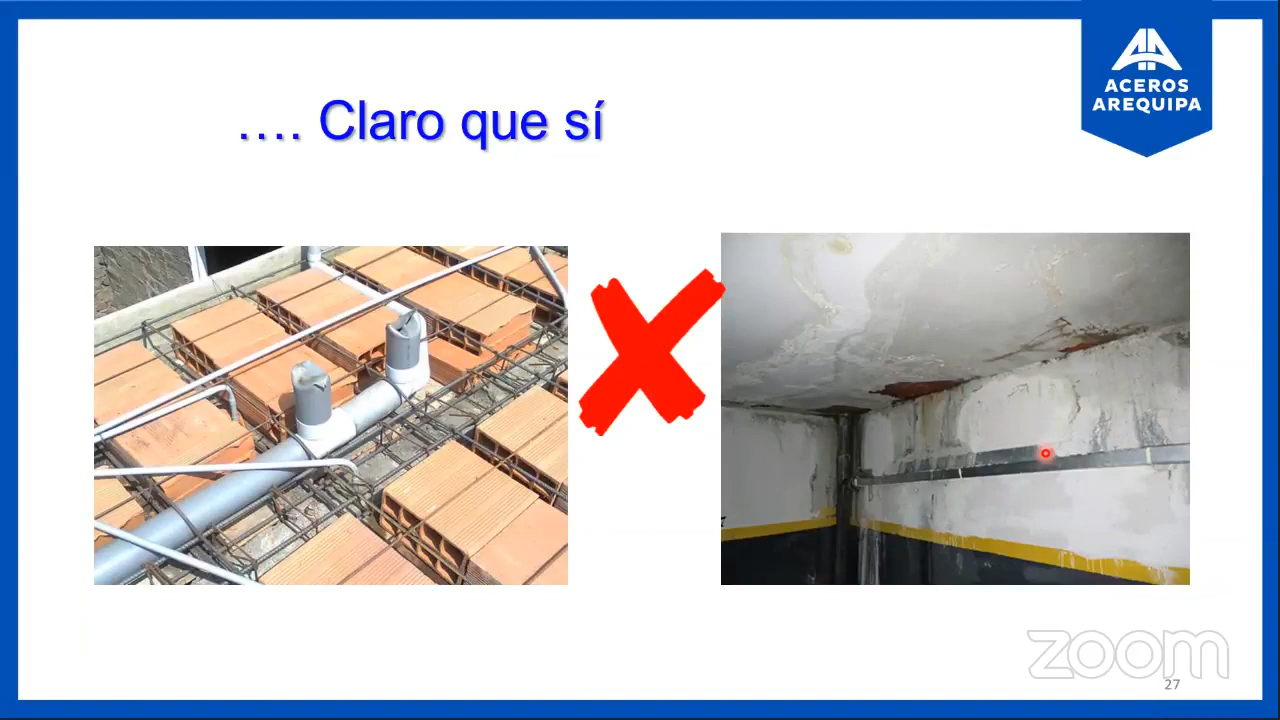 ACEROS
AREQUIPA
…. Claro que sí
zoom
27